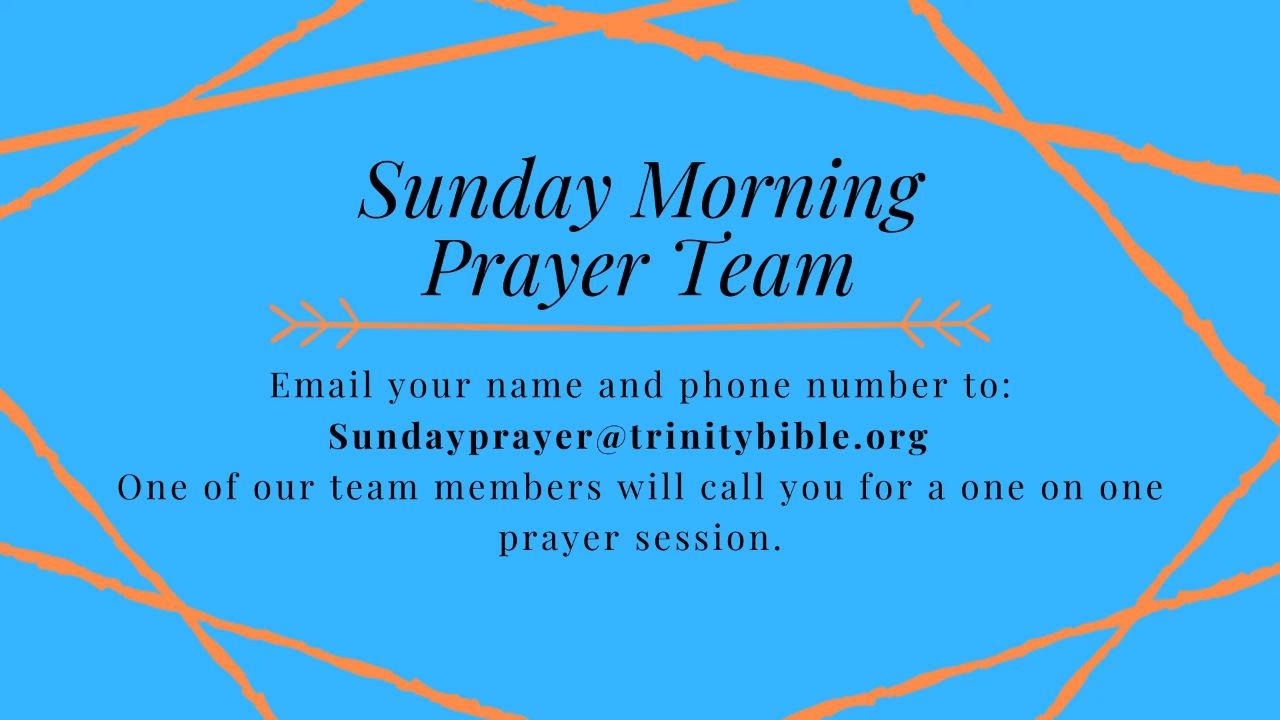 Sunday Morning
Prayer Team
Email your name and phone number to:
Sundayprayer@trinitybible.org
One of our team members will call you for a one on one
prayer session.